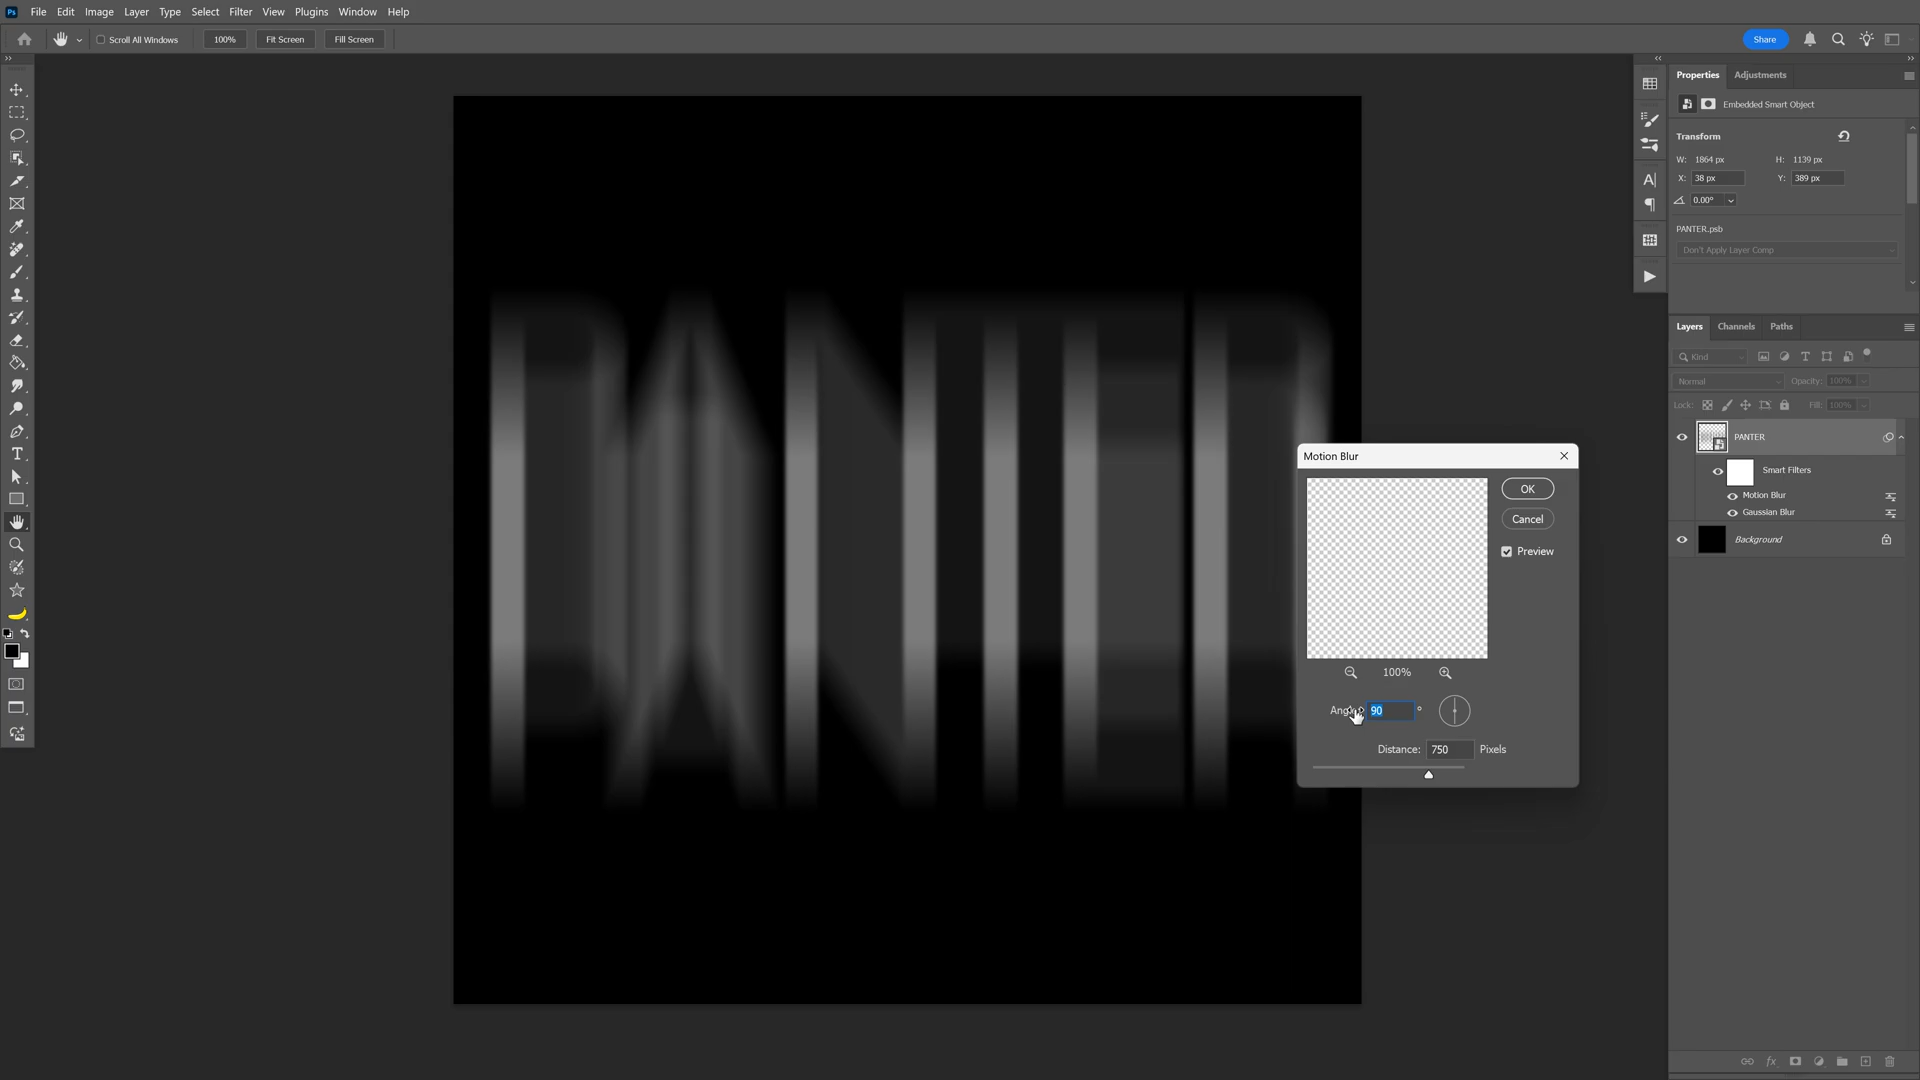 Ps File Edit Image Layer Type Select Filter View Plugins Window Help
Scroll All Windows 100% Fit Screen Fill Screen Share
Properties Adjustments
Embedded Smart Object
Transform
W: 1864 px H: 1139 px
X: 38 px Y: 389 px
0.00°
PANTER.psb
Don't Apply Layer Comp
Layers Channels Paths
Kind
Normal Opacity: 100%
Lock: Fill: 100%
PANTER
Smart Filters
Motion Blur
Gaussian Blur
Background
Motion Blur
OK
Cancel
Preview
100%
90 °
Distance: 750 Pixels
PANTER